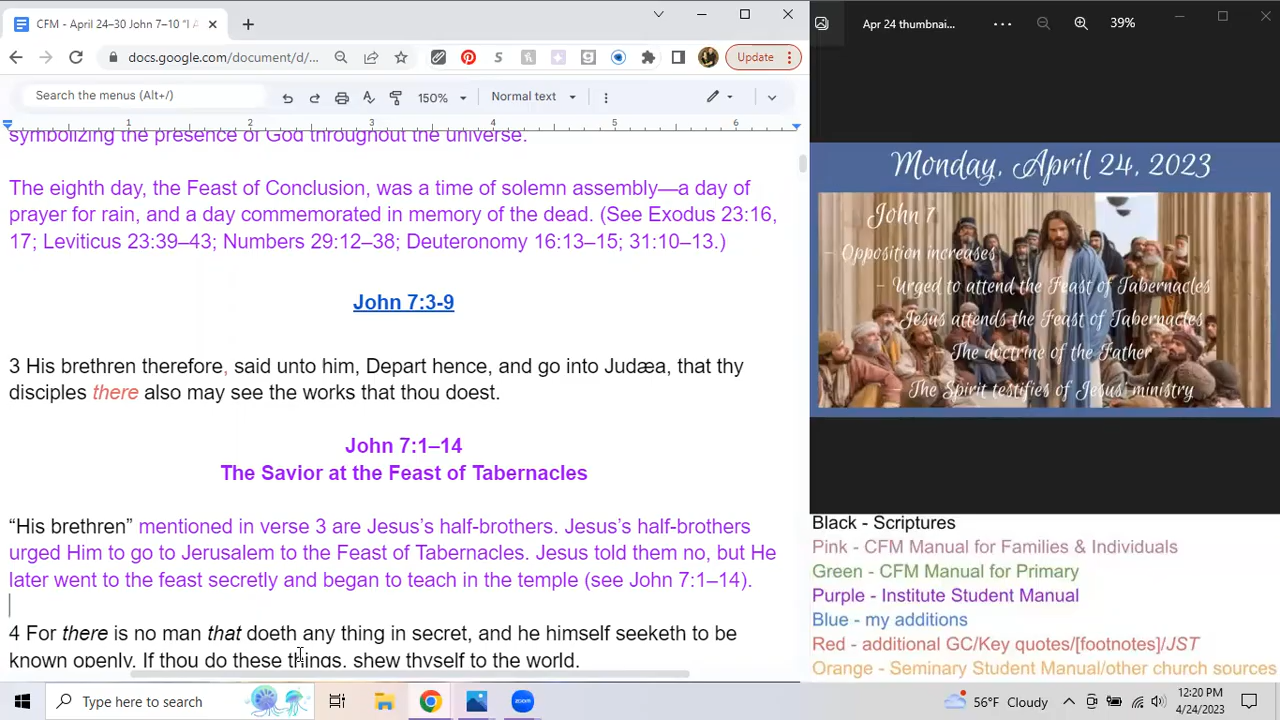 CFM - April 24–30 John 7–10 "I A
Apr 24 thumbnai...
39%
docs.google.com/document/d/...
Update
Search the menus (Alt+/)
150%
Normal text
1 2 3 4 5 6
symbolizing the presence of God throughout the universe.
The eighth day, the Feast of Conclusion, was a time of solemn assembly—a day of
prayer for rain, and a day commemorated in memory of the dead. (See Exodus 23:16,
17; Leviticus 23:39–43; Numbers 29:12–38; Deuteronomy 16:13–15; 31:10–13.)
John 7:3-9
3 His brethren therefore, said unto him, Depart hence, and go into Judæa, that thy
disciples there also may see the works that thou doest.
John 7:1–14
The Savior at the Feast of Tabernacles
“His brethren” mentioned in verse 3 are Jesus’s half-brothers. Jesus’s half-brothers
urged Him to go to Jerusalem to the Feast of Tabernacles. Jesus told them no, but He
later went to the feast secretly and began to teach in the temple (see John 7:1–14).
4 For there is no man that doeth any thing in secret, and he himself seeketh to be
known openly. If thou do these things, shew thyself to the world.
Monday, April 24, 2023
John 7
- Opposition increases
- Urged to attend the Feast of Tabernacles
- Jesus attends the Feast of Tabernacles
- The doctrine of the Father
- The Spirit testifies of Jesus' ministry
Black - Scriptures
Pink - CFM Manual for Families & Individuals
Green - CFM Manual for Primary
Purple - Institute Student Manual
Blue - my additions
Red - additional GC/Key quotes/[footnotes]/JST
Orange - Seminary Student Manual/other church sources
Type here to search
56°F Cloudy
12:20 PM
4/24/2023